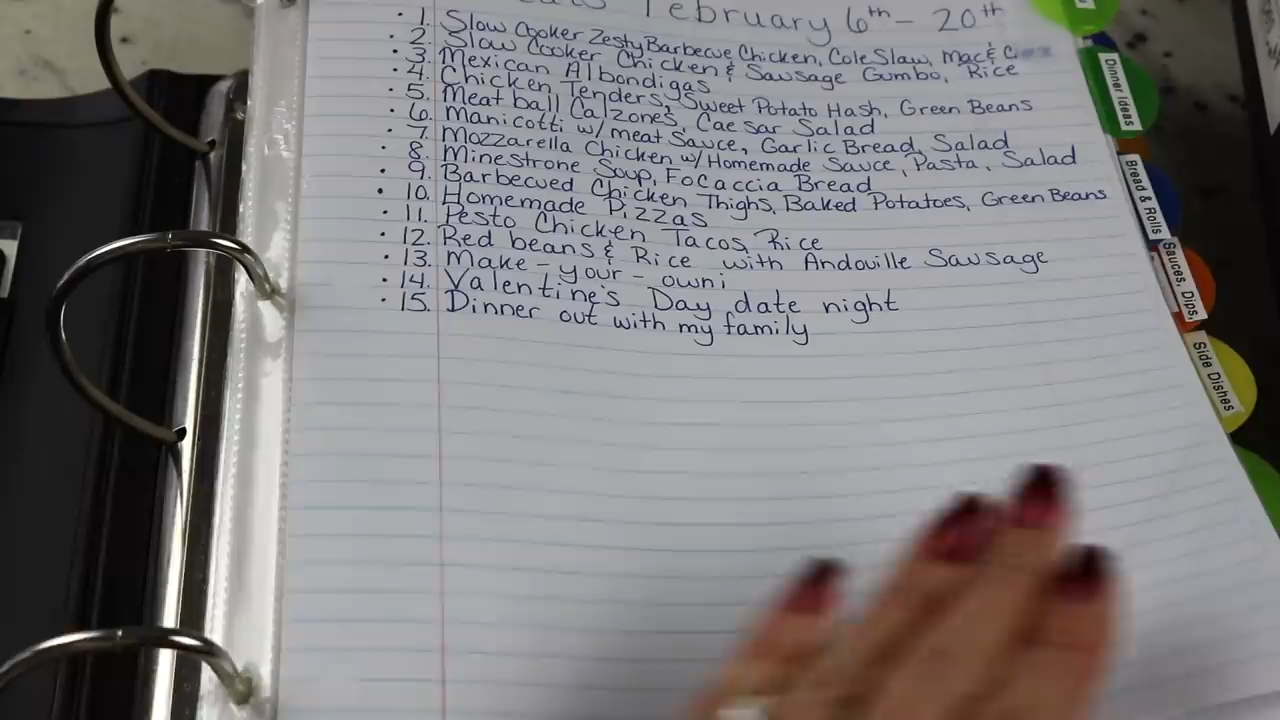 February 6th - 20th
1. Slow Cooker Zesty Barbecue Chicken, Cole Slaw, Mac &
2. Slow Cooker Chicken & Sausage Gumbo, Rice
3. Mexican Albondigas
4. Chicken Tenders, Sweet Potato Hash, Green Beans
5. Meatball Calzones, Caesar Salad
6. Manicotti w/ meat Sauce, Garlic Bread, Salad
7. Mozzarella Chicken w/ Homemade Sauce, Pasta, Salad
8. Minestrone Soup, Focaccia Bread
9. Barbecued Chicken Thighs, Baked Potatoes, Green Beans
10. Homemade Pizzas
11. Pesto Chicken Tacos, Rice
12. Red beans & Rice with Andouille Sausage
13. Make-your-own!
14. Valentine's Day date night
15. Dinner out with my family
Dinner Ideas
Bread & Rolls
Sauces, Dips,
Side Dishes